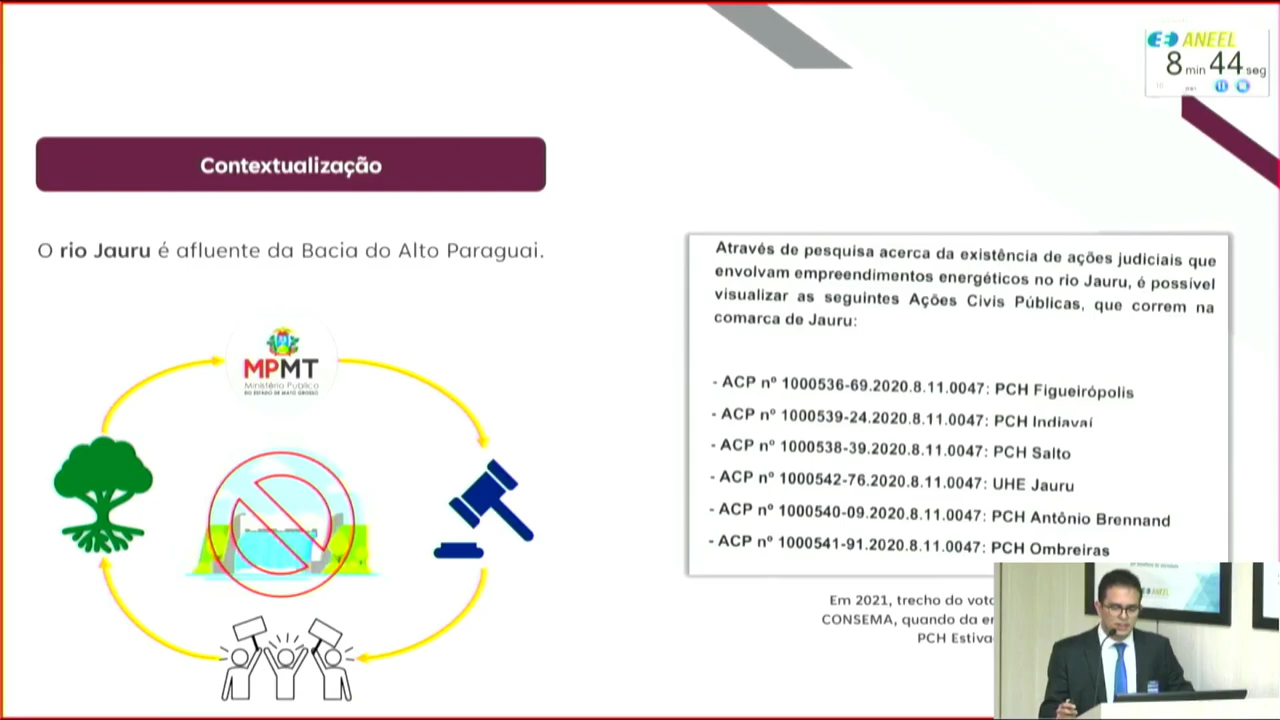 ANEEL
8 min 44 seg
Contextualização
O rio Jauru é afluente da Bacia do Alto Paraguai.
MPMT
Ministério Público
DO ESTADO DE MATO GROSSO
Através de pesquisa acerca da existência de ações judiciais que
envolvam empreendimentos energéticos no rio Jauru, é possível
visualizar as seguintes Ações Civis Públicas, que correm na
comarca de Jauru:
- ACP nº 1000536-69.2020.8.11.0047: PCH Figueirópolis
- ACP nº 1000539-24.2020.8.11.0047: PCH Indiavaí
- ACP nº 1000538-39.2020.8.11.0047: PCH Salto
- ACP nº 1000542-76.2020.8.11.0047: UHE Jauru
- ACP nº 1000540-09.2020.8.11.0047: PCH Antônio Brennand
- ACP nº 1000541-91.2020.8.11.0047: PCH Ombreiras
Em 2021, trecho do voto
CONSEMA, quando da
PCH
ANEEL